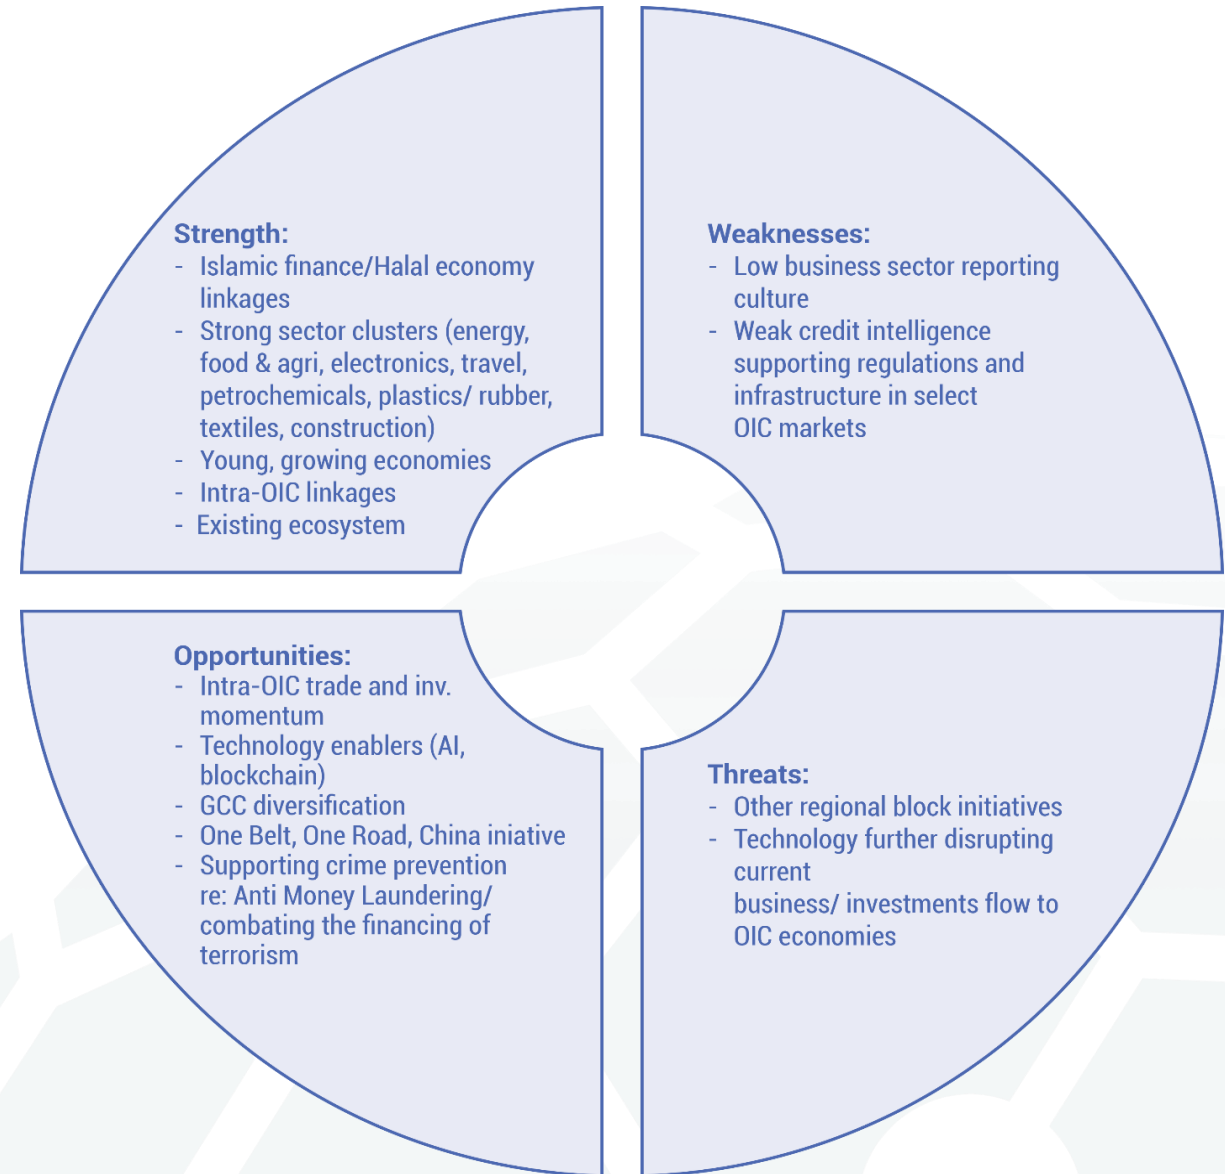 Strength:
- Islamic finance/Halal economy
linkages
- Strong sector clusters (energy,
food & agri, electronics, travel,
petrochemicals, plastics/ rubber,
textiles, construction)
- Young, growing economies
- Intra-OIC linkages
- Existing ecosystem
Weaknesses:
- Low business sector reporting
culture
- Weak credit intelligence
supporting regulations and
infrastructure in select
OIC markets
Opportunities:
- Intra-OIC trade and inv.
momentum
- Technology enablers (AI,
blockchain)
- GCC diversification
- One Belt, One Road, China iniative
- Supporting crime prevention
re: Anti Money Laundering/
combating the financing of
terrorism
Threats:
- Other regional block initiatives
- Technology further disrupting
current
business/ investments flow to
OIC economies